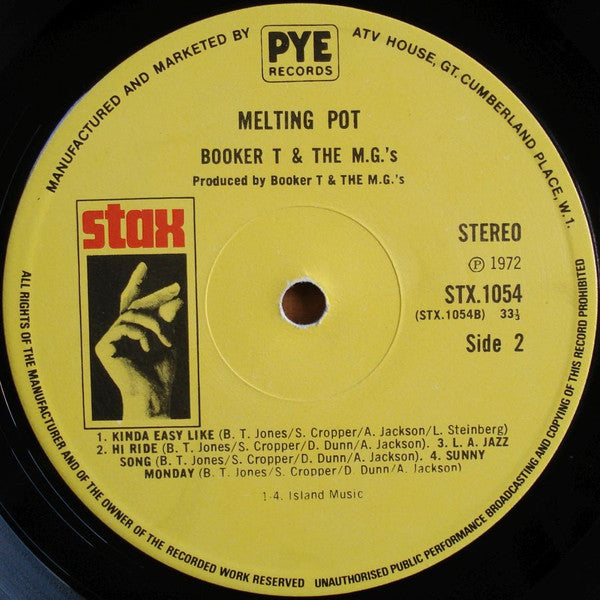 MANUFACTURED AND MARKETED BY
PYE
RECORDS
ATV HOUSE, GT. CUMBERLAND PLACE, W.1.
MELTING POT
BOOKER T & THE M.G.'s
Produced by Booker T & THE M.G.'s
stax
STEREO
Ⓟ 1972
STX.1054
(STX.1054B) 33⅓
Side 2
1. KINDA EASY LIKE (B. T. Jones/S. Cropper/A. Jackson/L. Steinberg)
2. HI RIDE (B. T. Jones/S. Cropper/D. Dunn/A. Jackson). 3. L. A. JAZZ
SONG (B. T. Jones/S. Cropper/D. Dunn/A. Jackson). 4. SUNNY
MONDAY (B. T. Jones/S. Cropper/D. Dunn/A. Jackson)
1-4. Island Music
ALL RIGHTS OF THE MANUFACTURER AND OF THE OWNER OF THE RECORDED WORK RESERVED
UNAUTHORISED PUBLIC PERFORMANCE BROADCASTING AND COPYING OF THIS RECORD PROHIBITED